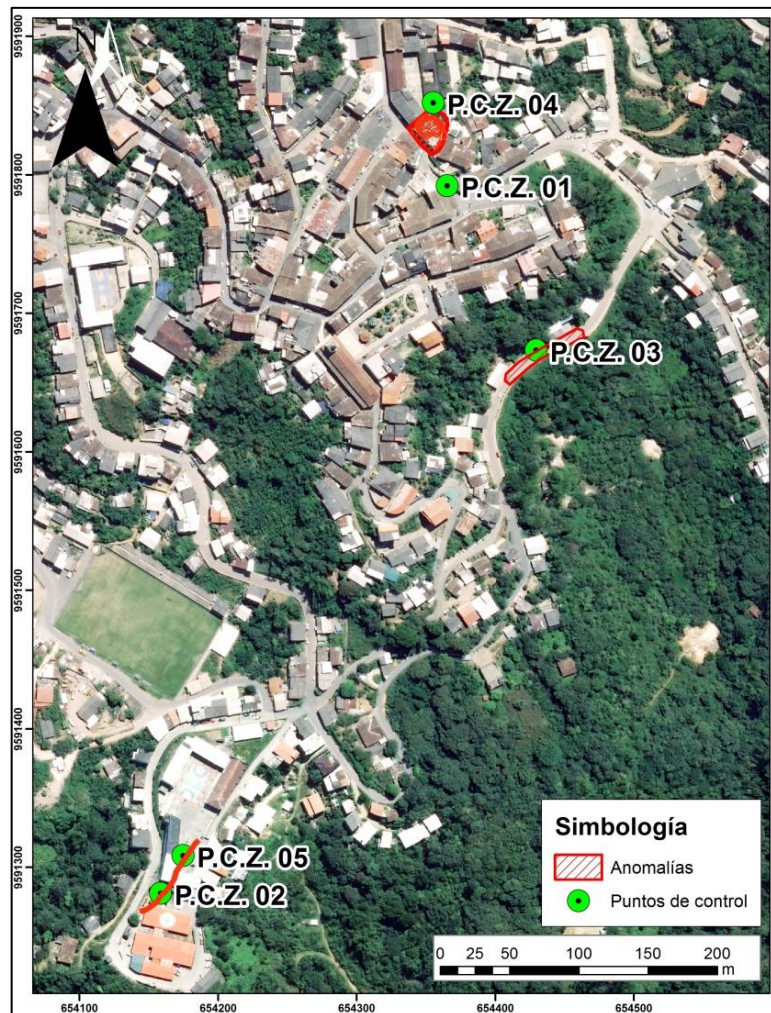 N
P.C.Z. 04
P.C.Z. 01
P.C.Z. 03
P.C.Z. 05
P.C.Z. 02
9591900
9591800
9591700
9591600
9591500
9591400
9591300
Simbología
Anomalías
Puntos de control
0 25 50 100 150 200
m
654100 654200 654300 654400 654500